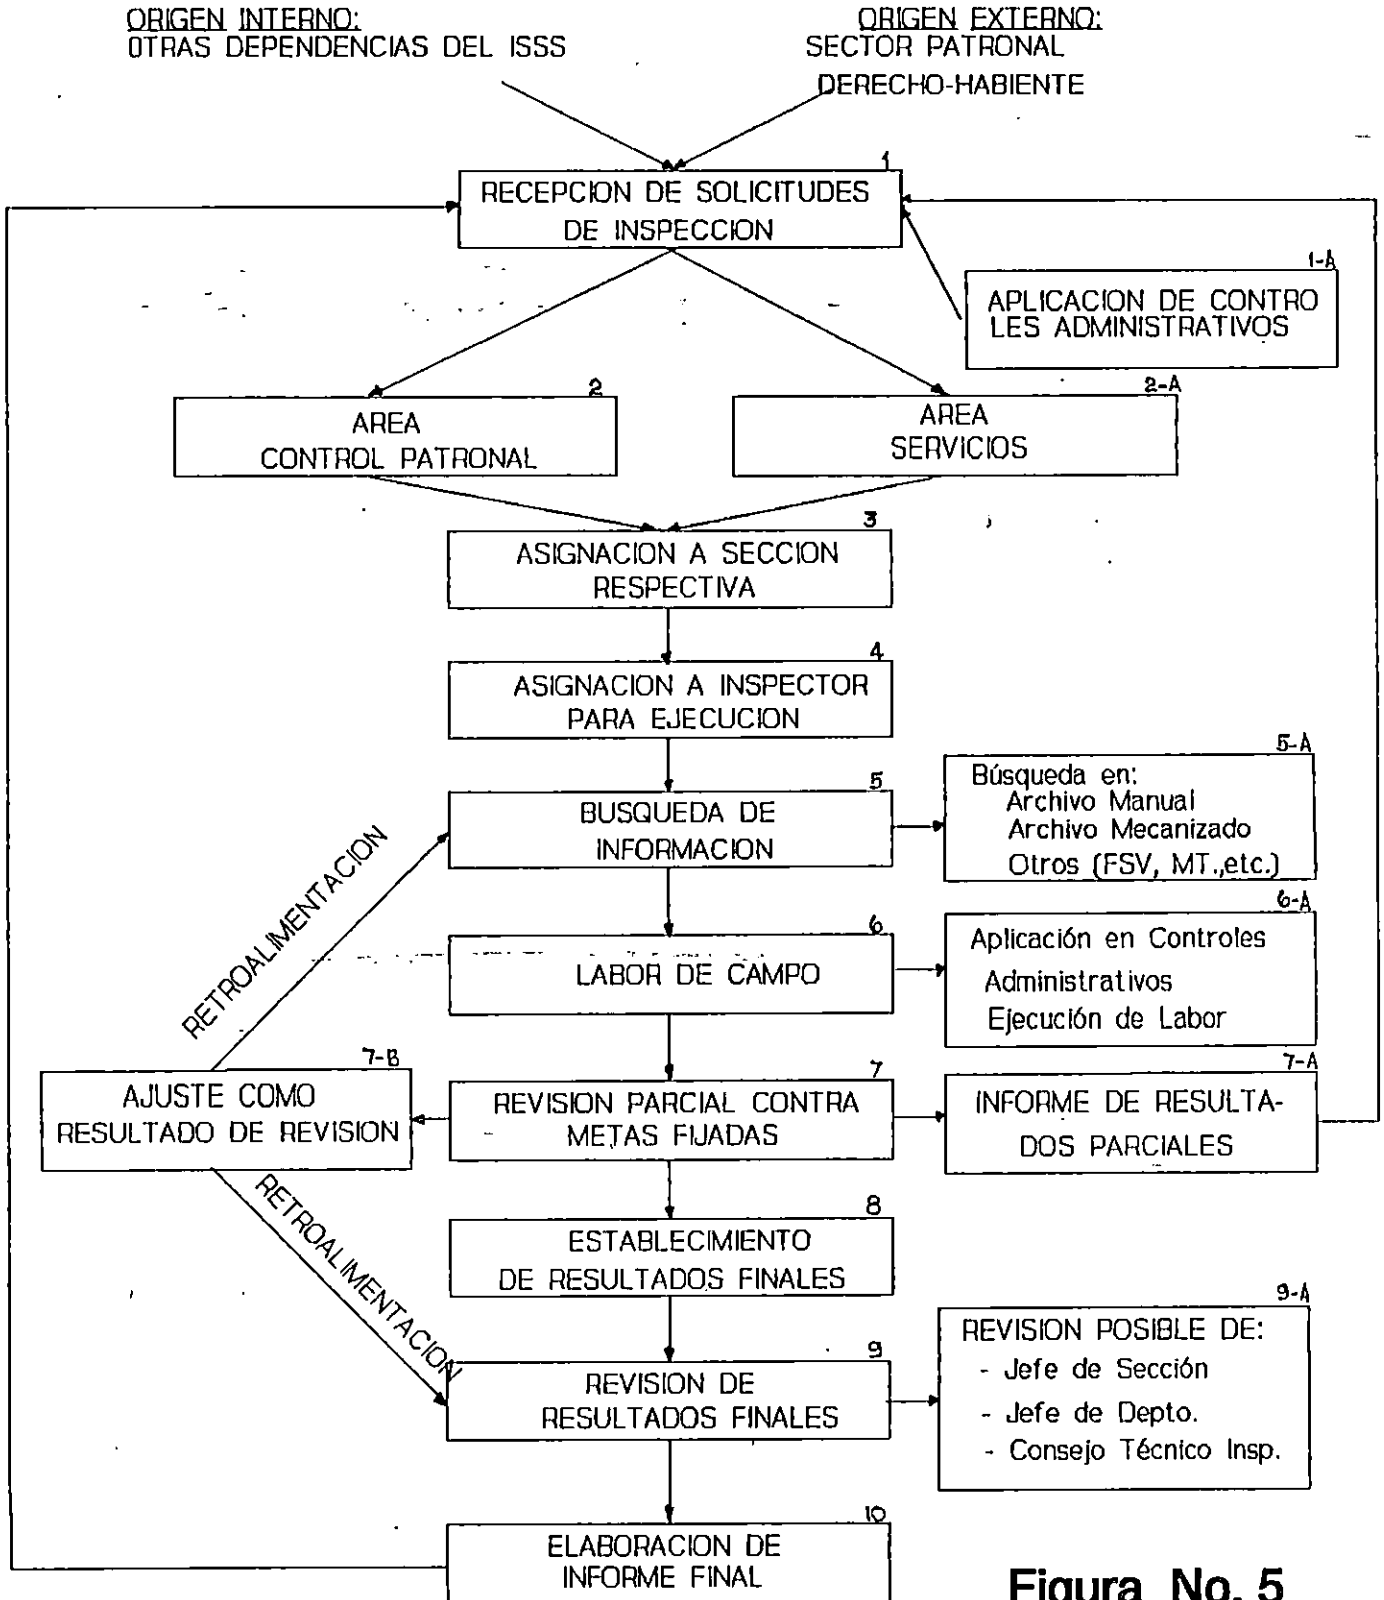 ORIGEN INTERNO:
OTRAS DEPENDENCIAS DEL ISSS
ORIGEN EXTERNO:
SECTOR PATRONAL
DERECHO-HABIENTE
1
RECEPCION DE SOLICITUDES
DE INSPECCION
1-A
APLICACION DE CONTRO
LES ADMINISTRATIVOS
2
AREA
CONTROL PATRONAL
2-A
AREA
SERVICIOS
3
ASIGNACION A SECCION
RESPECTIVA
4
ASIGNACION A INSPECTOR
PARA EJECUCION
5
BUSQUEDA DE
INFORMACION
5-A
Búsqueda en:
Archivo Manual
Archivo Mecanizado
Otros (FSV, MT.,etc.)
RETROALIMENTACION
6
LABOR DE CAMPO
6-A
Aplicación en Controles
Administrativos
Ejecución de Labor
7-B
AJUSTE COMO
RESULTADO DE REVISION
7
REVISION PARCIAL CONTRA
METAS FIJADAS
7-A
INFORME DE RESULTA-
DOS PARCIALES
RETROALIMENTACION
8
ESTABLECIMIENTO
DE RESULTADOS FINALES
9
REVISION DE
RESULTADOS FINALES
9-A
REVISION POSIBLE DE:
- Jefe de Sección
- Jefe de Depto.
- Consejo Técnico Insp.
10
ELABORACION DE
INFORME FINAL
Figura No. 5